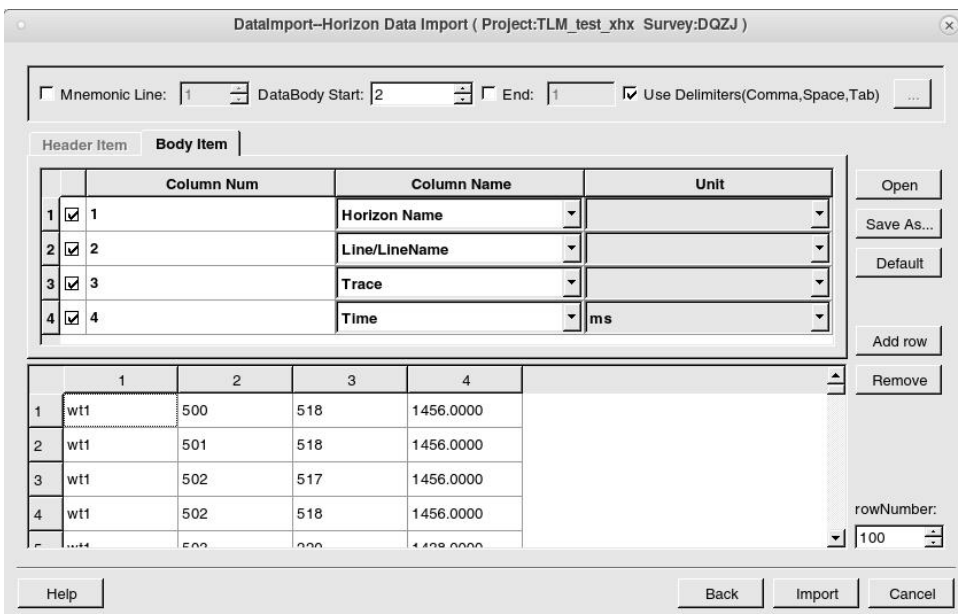 DataImport--Horizon Data Import ( Project:TLM_test_xhx Survey:DQZJ )
Mnemonic Line: 1 DataBody Start: 2 End: 1 Use Delimiters(Comma,Space,Tab) ...
Header Item Body Item
Column Num Column Name Unit
1 1 Horizon Name
2 2 Line/LineName
3 3 Trace
4 4 Time ms
Open
Save As...
Default
Add row
Remove
1 2 3 4
1 wt1 500 518 1456.0000
2 wt1 501 518 1456.0000
3 wt1 502 517 1456.0000
4 wt1 502 518 1456.0000
rowNumber:
100
Help Back Import Cancel